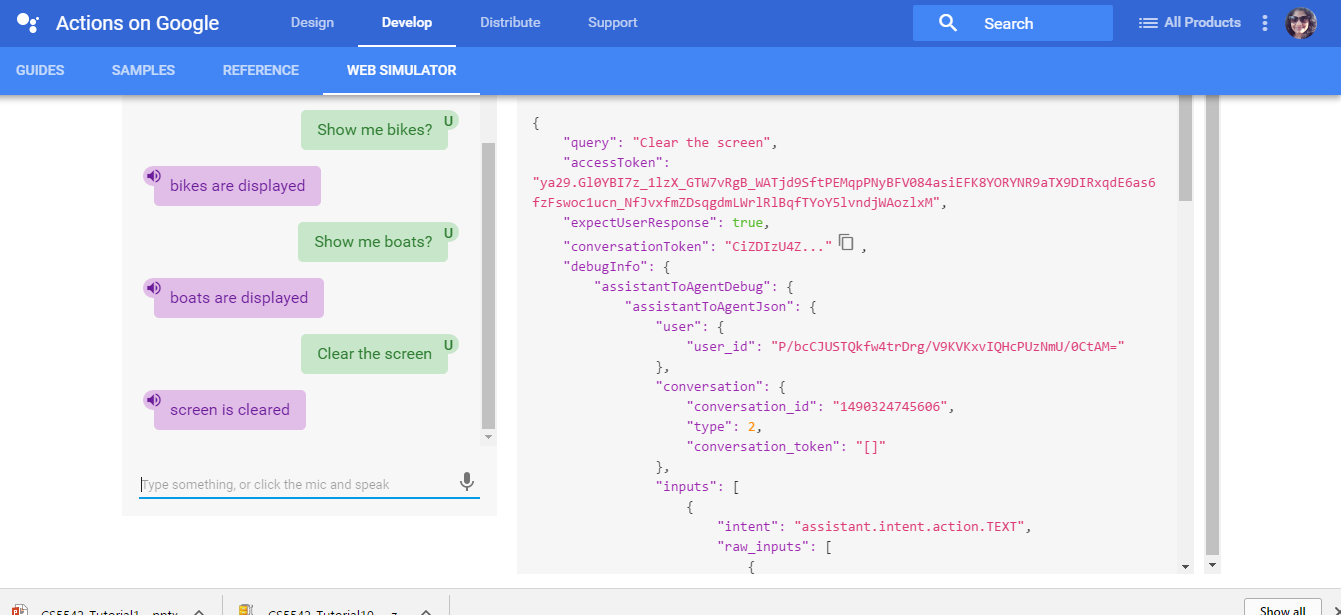 Actions on Google
Design
Develop
Distribute
Support
Search
All Products
GUIDES
SAMPLES
REFERENCE
WEB SIMULATOR
Show me bikes?
U
bikes are displayed
Show me boats?
U
boats are displayed
Clear the screen
U
screen is cleared
Type something, or click the mic and speak
{
"query": "Clear the screen",
"accessToken":
"ya29.Gl0YBI7z_1lzX_GTW7vRgB_WATjd9SftPEMqpPNyBFV084asiEFK8YORYNR9aTX9DIRxqdE6as6
fzFswoc1ucn_NfJvxfmZDsqgdmLWrlRlBqfTYoY5lvndjWAozlxM",
"expectUserResponse": true,
"conversationToken": "CiZDIzU4Z..." ,
"debugInfo": {
"assistantToAgentDebug": {
"assistantToAgentJson": {
"user": {
"user_id": "P/bcCJUSTQkfw4trDrg/V9KVKxvIQHcPUzNmU/0CtAM="
},
"conversation": {
"conversation_id": "1490324745606",
"type": 2,
"conversation_token": "[]"
},
"inputs": [
{
"intent": "assistant.intent.action.TEXT",
"raw_inputs": [
{
CS5542_Tutorial1....pptx
CS5542_Tutorial10....z
Show all